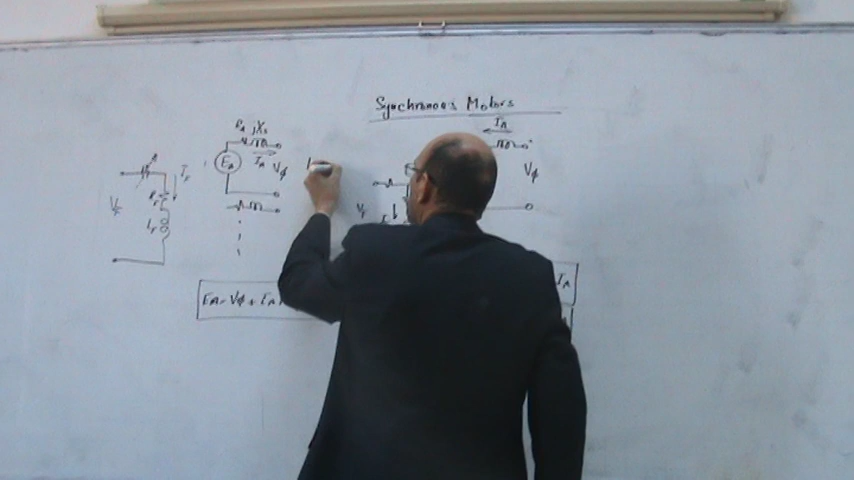 Synchronous Motors
RA jXs
IA
EA
IA
Vφ
IF
VF
RF
LF
Vφ
VF
EA = Vφ + IA
IA